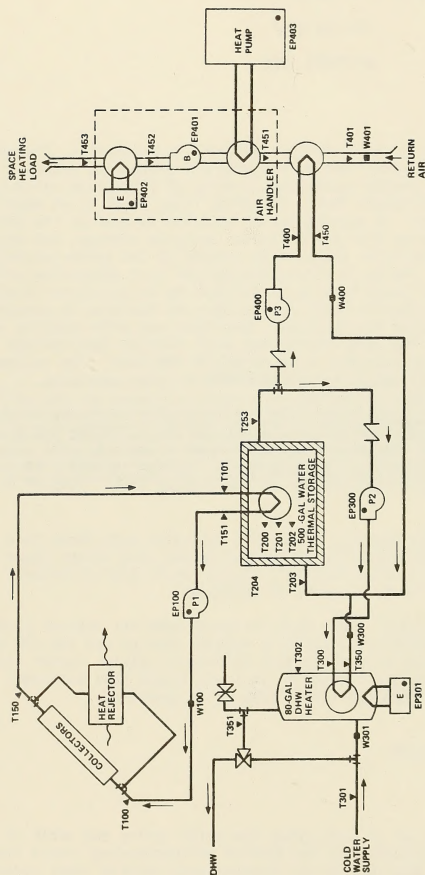 SPACE HEATING
LOAD
T453
E
EP402
T452
EP401
B
HEAT
PUMP
EP403
T451
AIR
HANDLER
T401
W401
RETURN
AIR
T400
T450
EP400
P3
W400
T253
T101
T151
T200
T201
T202
500-GAL WATER
THERMAL STORAGE
T204
T203
EP100
P1
EP300
P2
T150
HEAT
REJECTOR
COLLECTORS
T100
W100
T302
T300
T350
W300
80-GAL
DHW
HEATER
E
EP301
T351
W301
T301
DHW
COLD
WATER
SUPPLY